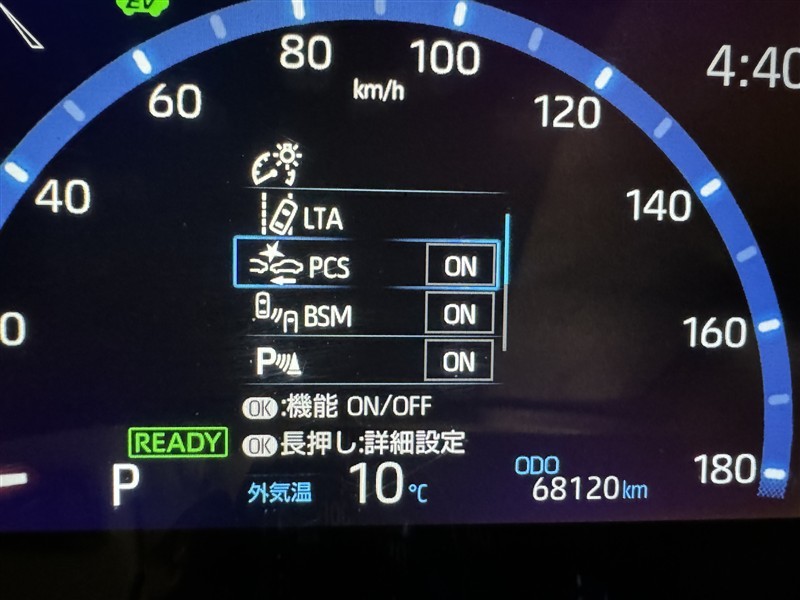 EV
80
100
km/h
4:40
60
120
40
140
LTA
PCS ON
BSM ON
0
160
P ON
OK:機能 ON/OFF
READY
OK長押し:詳細設定
P
外気温 10℃
ODO
68120km
180